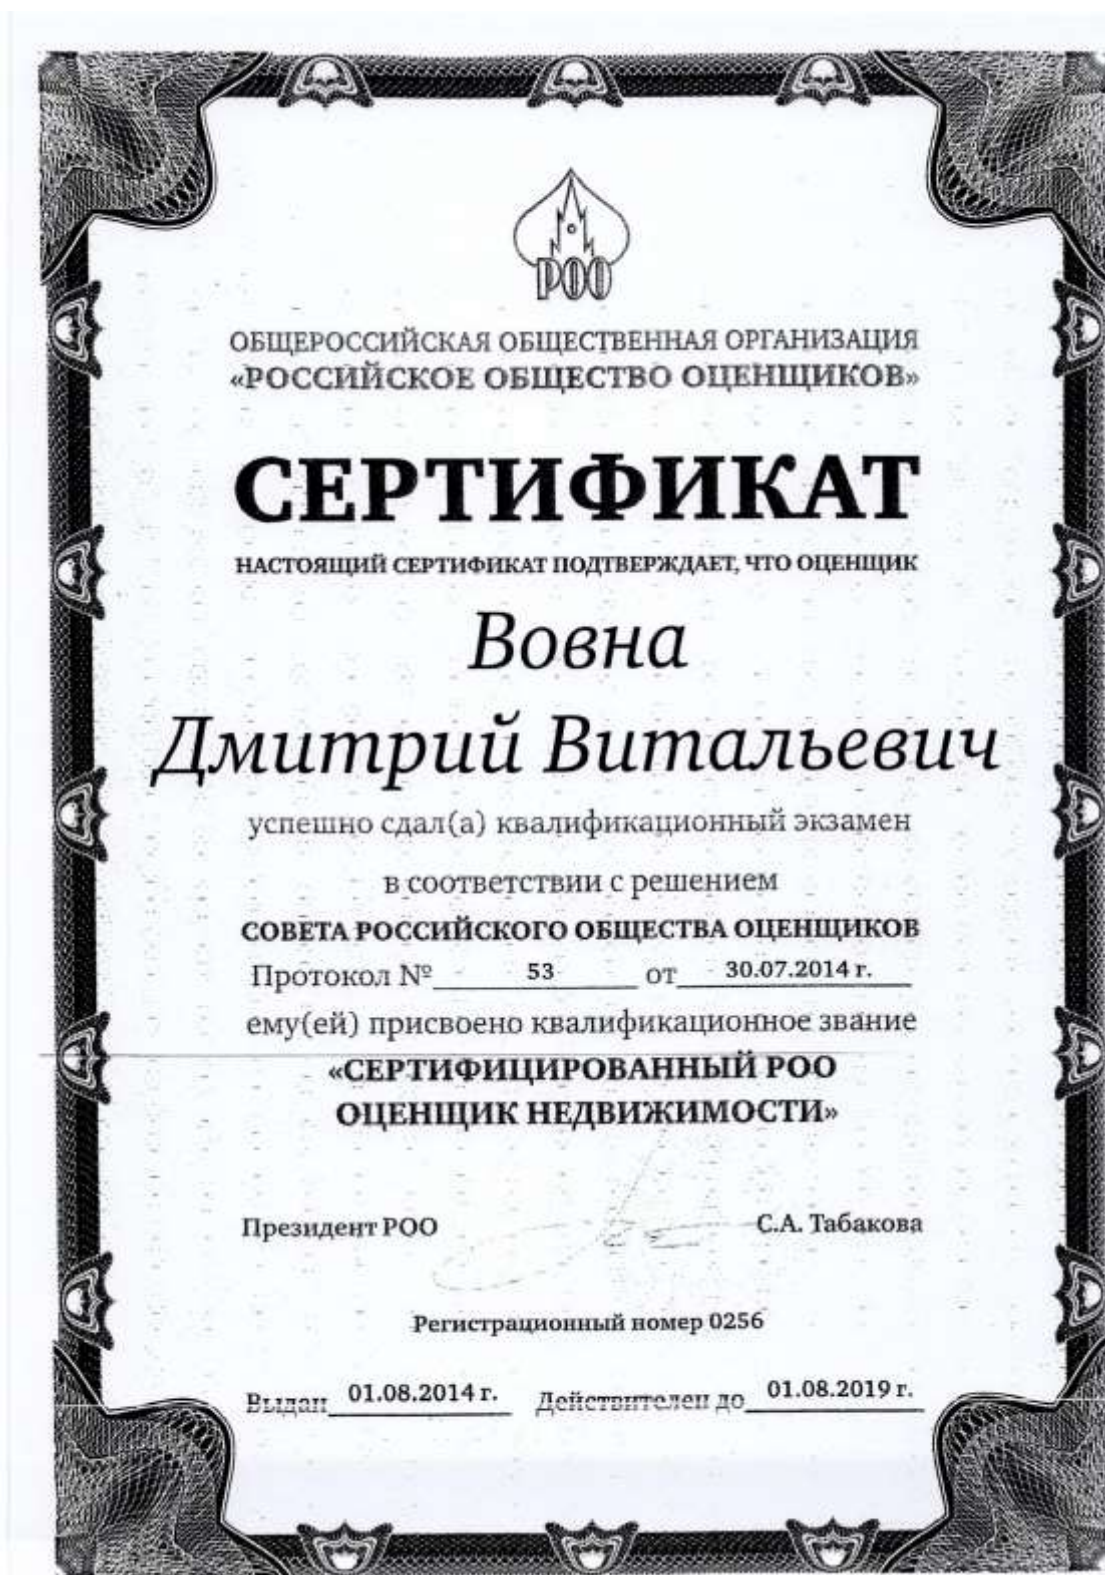 РОО
ОБЩЕРОССИЙСКАЯ ОБЩЕСТВЕННАЯ ОРГАНИЗАЦИЯ
«РОССИЙСКОЕ ОБЩЕСТВО ОЦЕНЩИКОВ»
СЕРТИФИКАТ
НАСТОЯЩИЙ СЕРТИФИКАТ ПОДТВЕРЖДАЕТ, ЧТО ОЦЕНЩИК
Вовна
Дмитрий Витальевич
успешно сдал(а) квалификационный экзамен
в соответствии с решением
СОВЕТА РОССИЙСКОГО ОБЩЕСТВА ОЦЕНЩИКОВ
Протокол № 53 от 30.07.2014 г.
ему(ей) присвоено квалификационное звание
«СЕРТИФИЦИРОВАННЫЙ РОО
ОЦЕНЩИК НЕДВИЖИМОСТИ»
Президент РОО С.А. Табакова
Регистрационный номер 0256
Выдан 01.08.2014 г. Действителен до 01.08.2019 г.